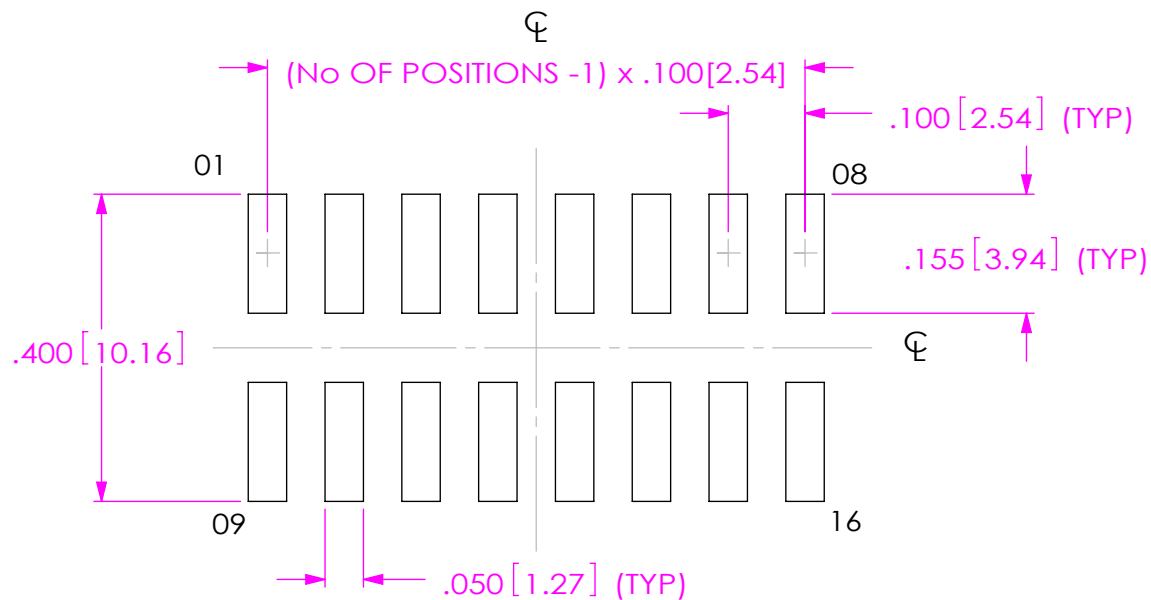 ℄
(No OF POSITIONS -1) x .100[2.54]
.100[2.54] (TYP)
01
08
.155[3.94] (TYP)
.400[10.16]
℄
09
16
.050[1.27] (TYP)